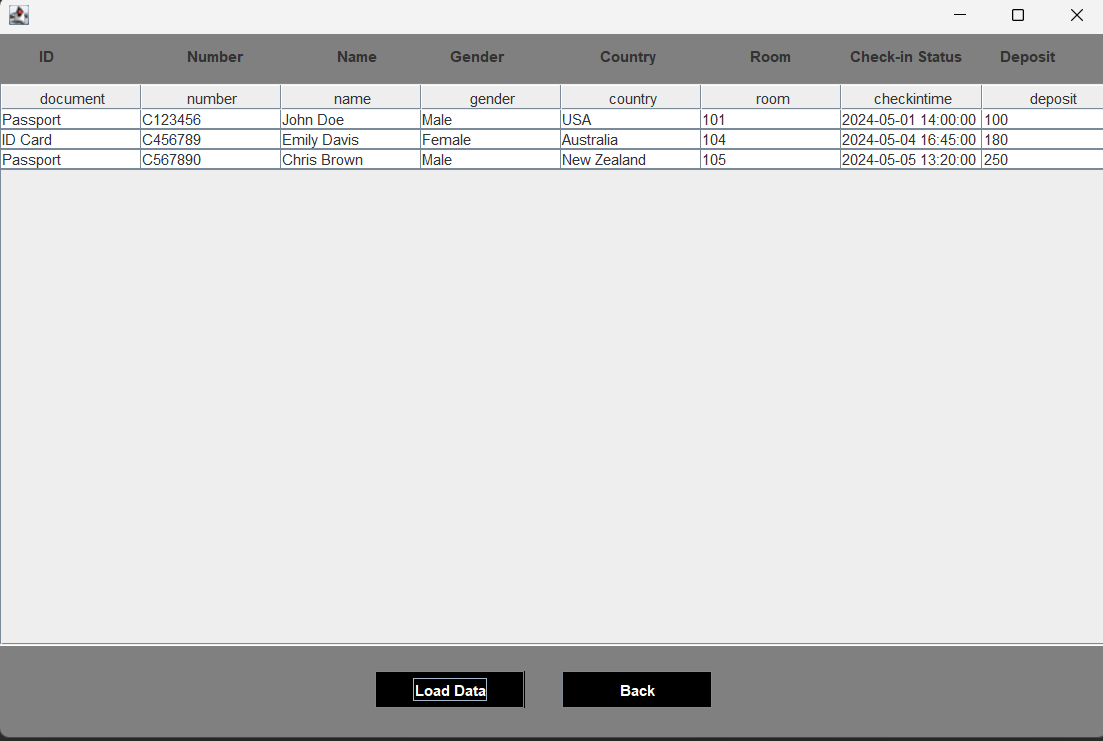 ID Number Name Gender Country Room Check-in Status Deposit
document number name gender country room checkintime deposit
Passport C123456 John Doe Male USA 101 2024-05-01 14:00:00 100
ID Card C456789 Emily Davis Female Australia 104 2024-05-04 16:45:00 180
Passport C567890 Chris Brown Male New Zealand 105 2024-05-05 13:20:00 250
Load Data Back